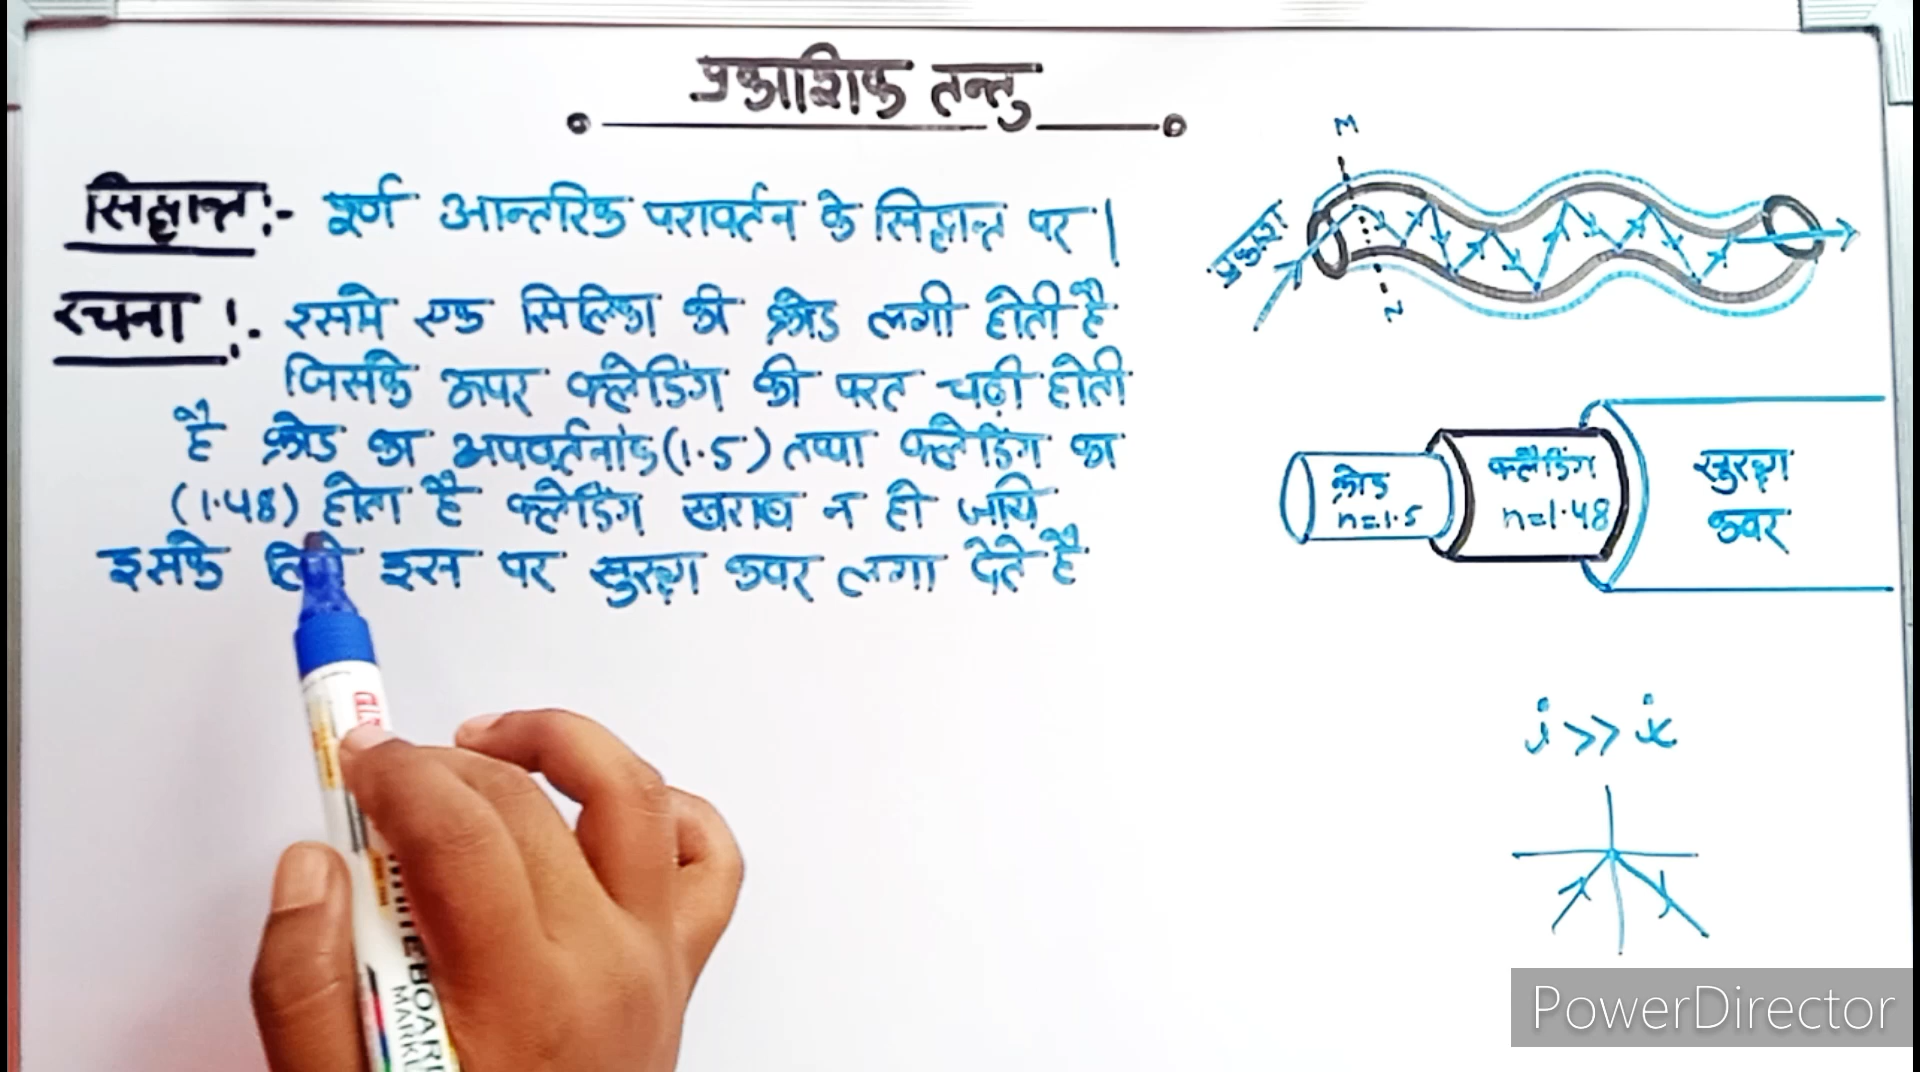 प्रकाशिक तन्तु
सिद्धान्त :- पूर्ण आन्तरिक परावर्तन के सिद्धान्त पर |
रचना :- इसमे एक सिल्किा की क्रोड लगी होती है
जिसके ऊपर क्लेडिंग की परत चढ़ी होती
है क्रोड का अपवर्तनांक (1.5) तथा क्लेडिंग का
(1.48) होता है क्लेडिंग खराब न हो जाये
इसके लिये इस पर सुरक्षा कवर लगा देते है
M
प्रकाश
N
क्रोड
n=1.5
क्लैडिंग
n=1.48
सुरक्षा
कवर
i >> ic
WHITEBOARD
MARK
PowerDirector